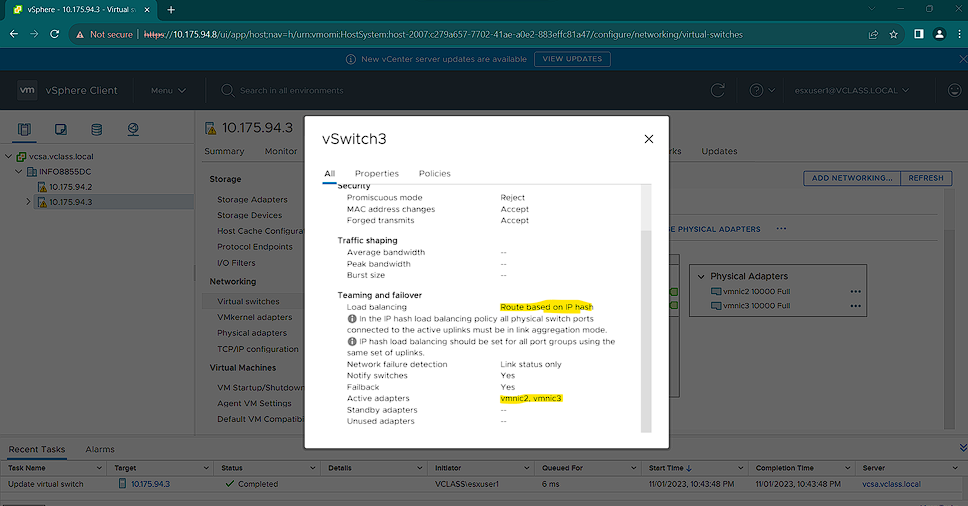 vSphere - 10.175.94.3 - Virtual s
Not secure | https://10.175.94.8/ui/app/host;nav=h/urn:vmomi:HostSystem:host-2007:c279a657-7702-41ae-a0e2-883effc81a47/configure/networking/virtual-switches
New vCenter server updates are available VIEW UPDATES
vm vSphere Client Menu Search in all environments esxuser1@VCLASS.LOCAL
vcsa.vclass.local
INFO8855DC
10.175.94.2
10.175.94.3
10.175.94.3
Summary Monitor rks Updates
Storage
Storage Adapters
Storage Devices
Host Cache Configura
Protocol Endpoints
I/O Filters
Networking
Virtual switches
VMkernel adapters
Physical adapters
TCP/IP configuration
Virtual Machines
VM Startup/Shutdown
Agent VM Settings
Default VM Compatibi
ADD NETWORKING... REFRESH
E PHYSICAL ADAPTERS ...
Physical Adapters
vmnic2 10000 Full ...
vmnic3 10000 Full ...
vSwitch3
All Properties Policies
Security
Promiscuous mode Reject
MAC address changes Accept
Forged transmits Accept
Traffic shaping
Average bandwidth --
Peak bandwidth --
Burst size --
Teaming and failover
Load balancing Route based on IP hash
In the IP hash load balancing policy all physical switch ports
connected to the active uplinks must be in link aggregation mode.
IP hash load balancing should be set for all port groups using the
same set of uplinks.
Network failure detection Link status only
Notify switches Yes
Failback Yes
Active adapters vmnic2, vmnic3
Standby adapters --
Unused adapters --
Recent Tasks Alarms
Task Name Target Status Details Initiator Queued For Start Time Completion Time Server
Update virtual switch 10.175.94.3 Completed VCLASS\esxuser1 6 ms 11/01/2023, 10:43:48 PM 11/01/2023, 10:43:48 PM vcsa.vclass.local